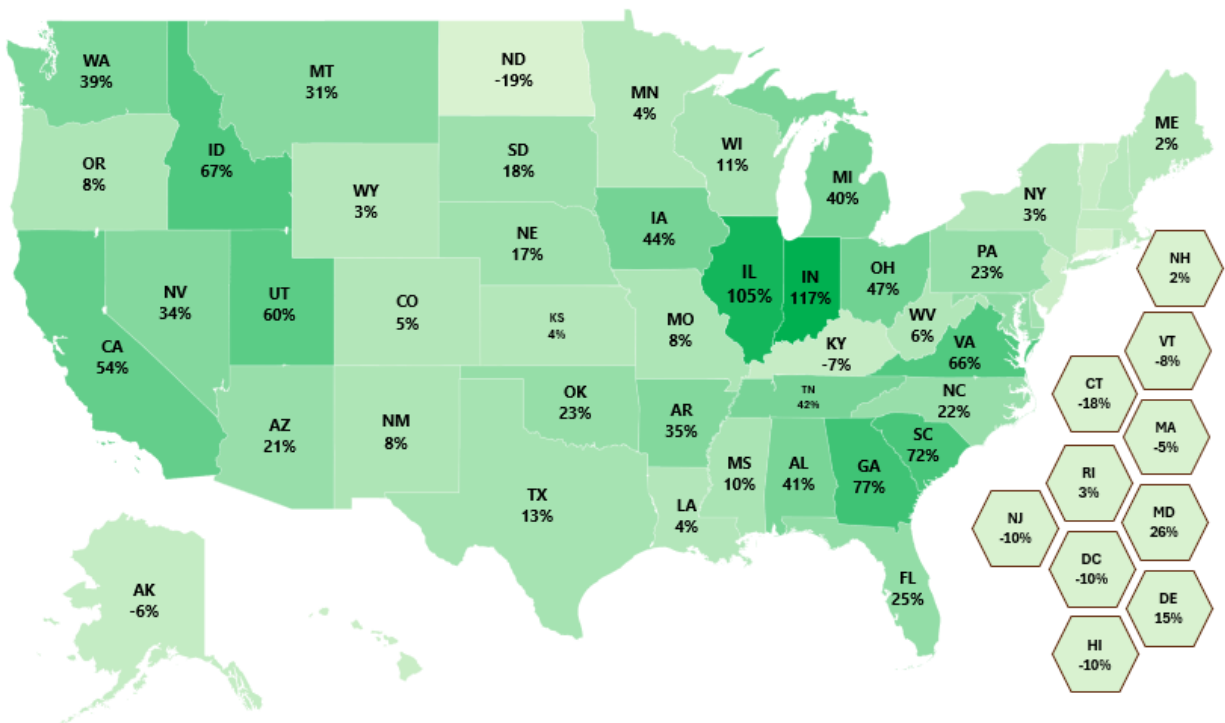 WA
39%
MT
31%
ND
-19%
MN
4%
ME
2%
OR
8%
ID
67%
WY
3%
SD
18%
WI
11%
MI
40%
NY
3%
NE
17%
IA
44%
PA
23%
NH
2%
NV
34%
UT
60%
CO
5%
KS
4%
MO
8%
IL
105%
IN
117%
OH
47%
WV
6%
VA
66%
KY
-7%
VT
-8%
CA
54%
CT
-18%
AZ
21%
NM
8%
OK
23%
AR
35%
TN
42%
NC
22%
SC
72%
MA
-5%
TX
13%
LA
4%
MS
10%
AL
41%
GA
77%
RI
3%
MD
26%
NJ
-10%
DC
-10%
AK
-6%
FL
25%
DE
15%
HI
-10%